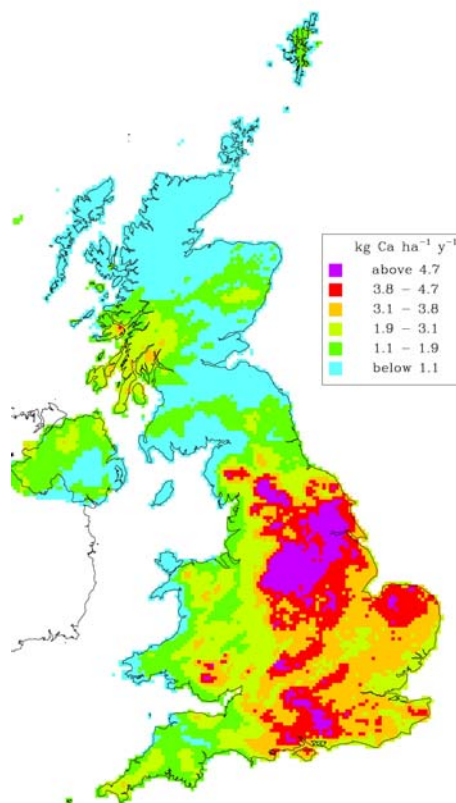 kg Ca ha⁻¹ y⁻¹
above 4.7
3.8 – 4.7
3.1 – 3.8
1.9 – 3.1
1.1 – 1.9
below 1.1